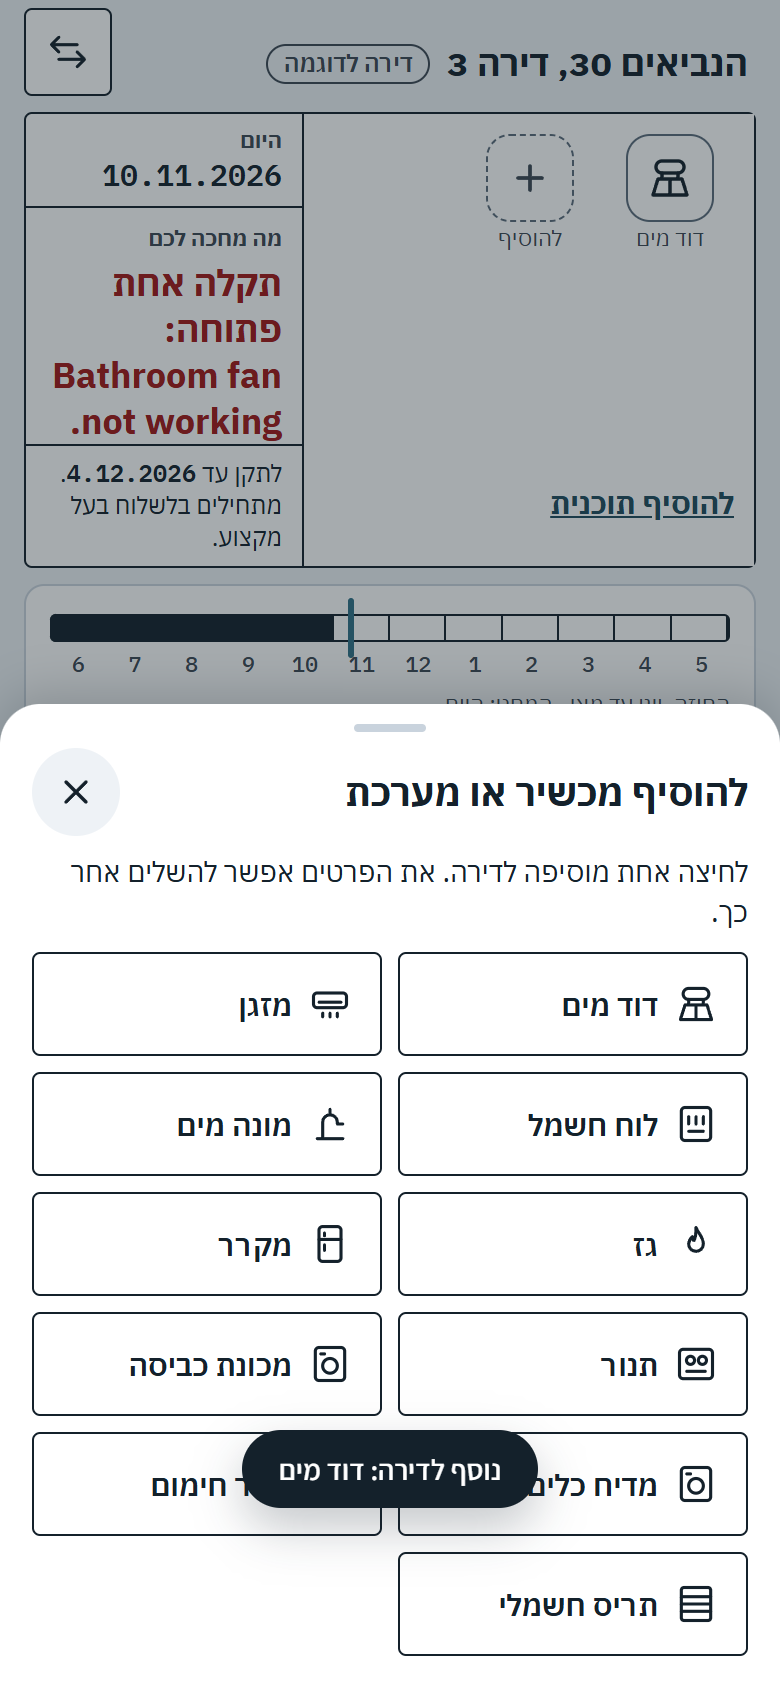 הנביאים 30, דירה 3
דירה לדוגמה
דוד מים
להוסיף
להוסיף תוכנית
היום
10.11.2026
מה מחכה לכם
תקלה אחת
פתוחה:
Bathroom fan
not working.
לתקן עד 4.12.2026.
מתחילים בלשלוח בעל
מקצוע.
6 7 8 9 10 11 12 1 2 3 4 5
להוסיף מכשיר או מערכת
לחיצה אחת מוסיפה לדירה. את הפרטים אפשר להשלים אחר
כך.
דוד מים
מזגן
לוח חשמל
מונה מים
גז
מקרר
תנור
מכונת כביסה
מדיח כלים
חימום
נוסף לדירה: דוד מים
תריס חשמלי